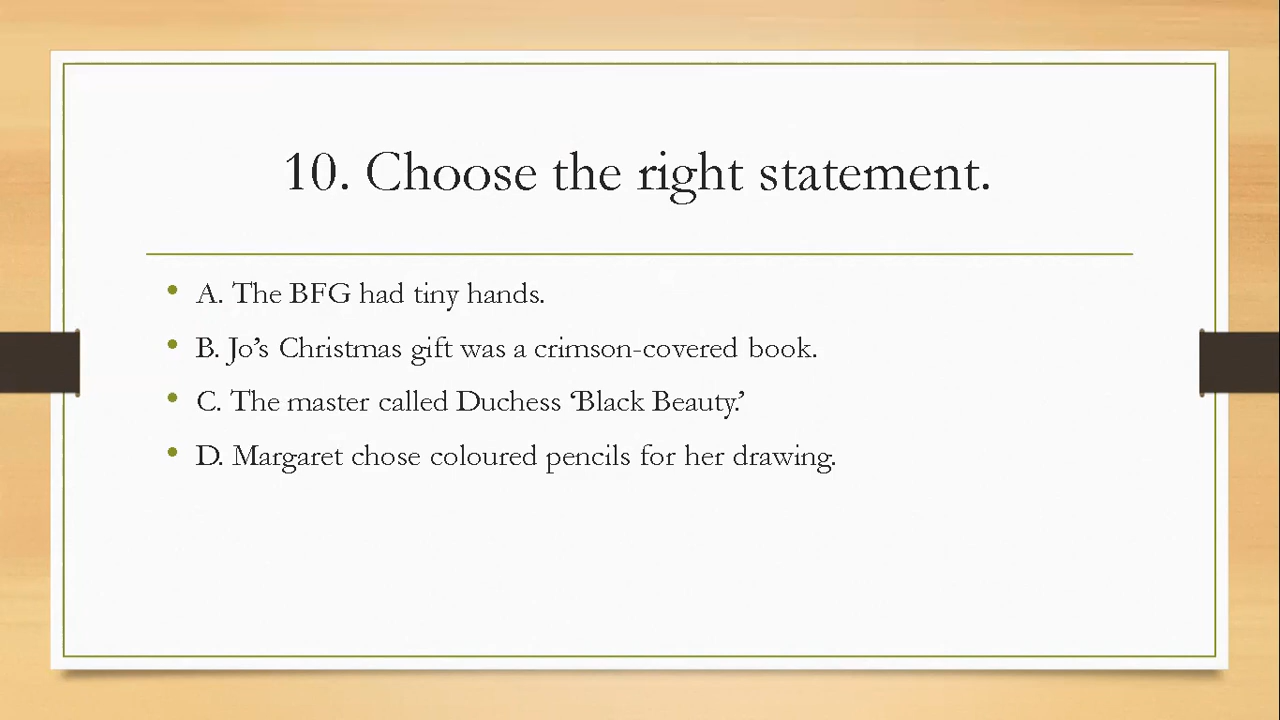 10. Choose the right statement.
• A. The BFG had tiny hands.
• B. Jo’s Christmas gift was a crimson-covered book.
• C. The master called Duchess ‘Black Beauty.’
• D. Margaret chose coloured pencils for her drawing.